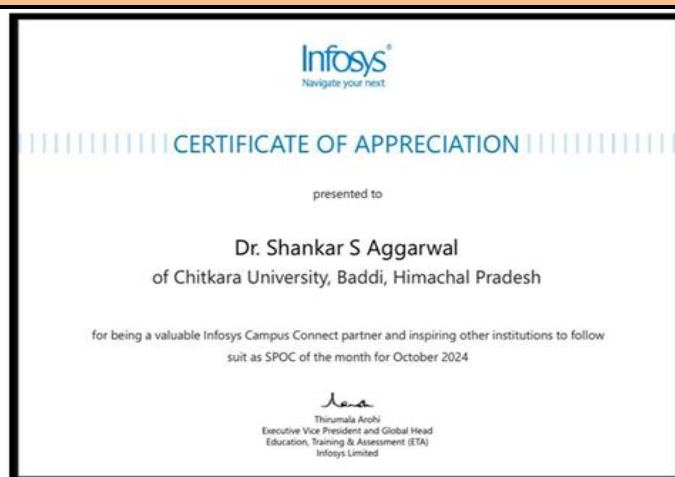 Infosys®
Navigate your next
CERTIFICATE OF APPRECIATION
presented to
Dr. Shankar S Aggarwal
of Chitkara University, Baddi, Himachal Pradesh
for being a valuable Infosys Campus Connect partner and inspiring other institutions to follow
suit as SPOC of the month for October 2024
Thirumala Arohi
Executive Vice President and Global Head
Education, Training & Assessment (ETA)
Infosys Limited